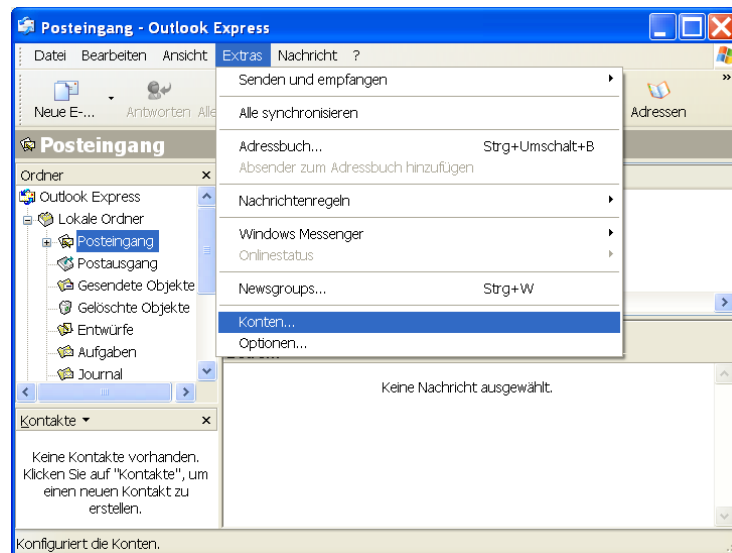 Posteingang - Outlook Express
Datei Bearbeiten Ansicht Extras Nachricht ?
Neue E-... Antworten Alle Adressen
Posteingang
Senden und empfangen
Alle synchronisieren
Adressbuch... Strg+Umschalt+B
Absender zum Adressbuch hinzufügen
Nachrichtenregeln
Windows Messenger
Onlinestatus
Newsgroups... Strg+W
Konten...
Optionen...
Ordner
Outlook Express
Lokale Ordner
Posteingang
Postausgang
Gesendete Objekte
Gelöschte Objekte
Entwürfe
Aufgaben
Journal
Keine Nachricht ausgewählt.
Kontakte
Keine Kontakte vorhanden.
Klicken Sie auf "Kontakte", um
einen neuen Kontakt zu
erstellen.
Konfiguriert die Konten.